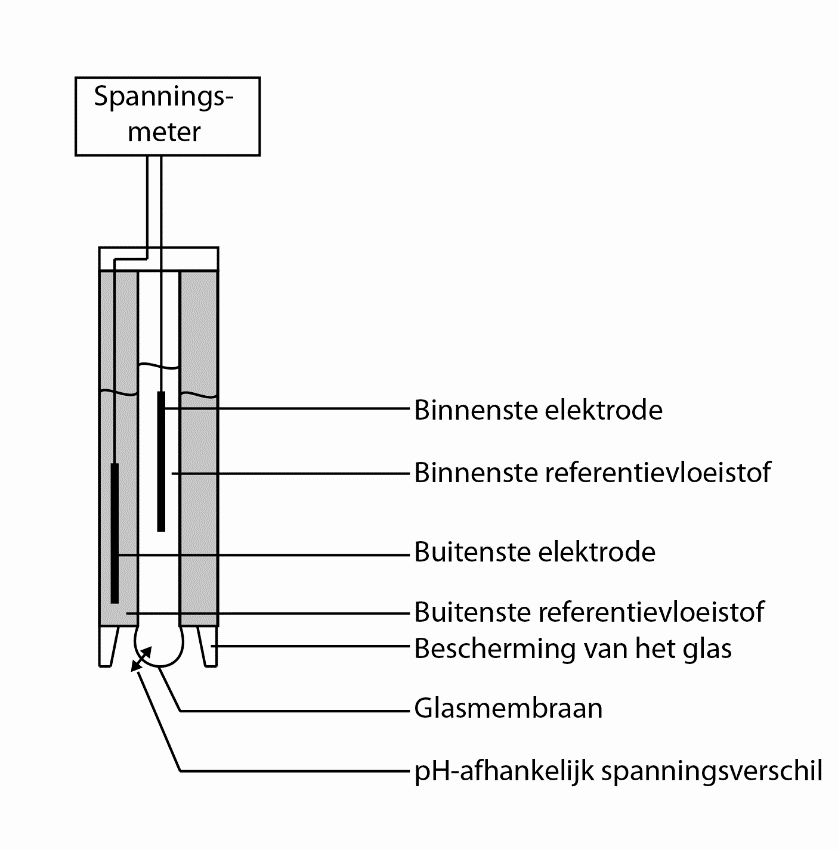 Spannings-
meter
Binnenste elektrode
Binnenste referentievloeistof
Buitenste elektrode
Buitenste referentievloeistof
Bescherming van het glas
Glasmembraan
pH-afhankelijk spanningsverschil